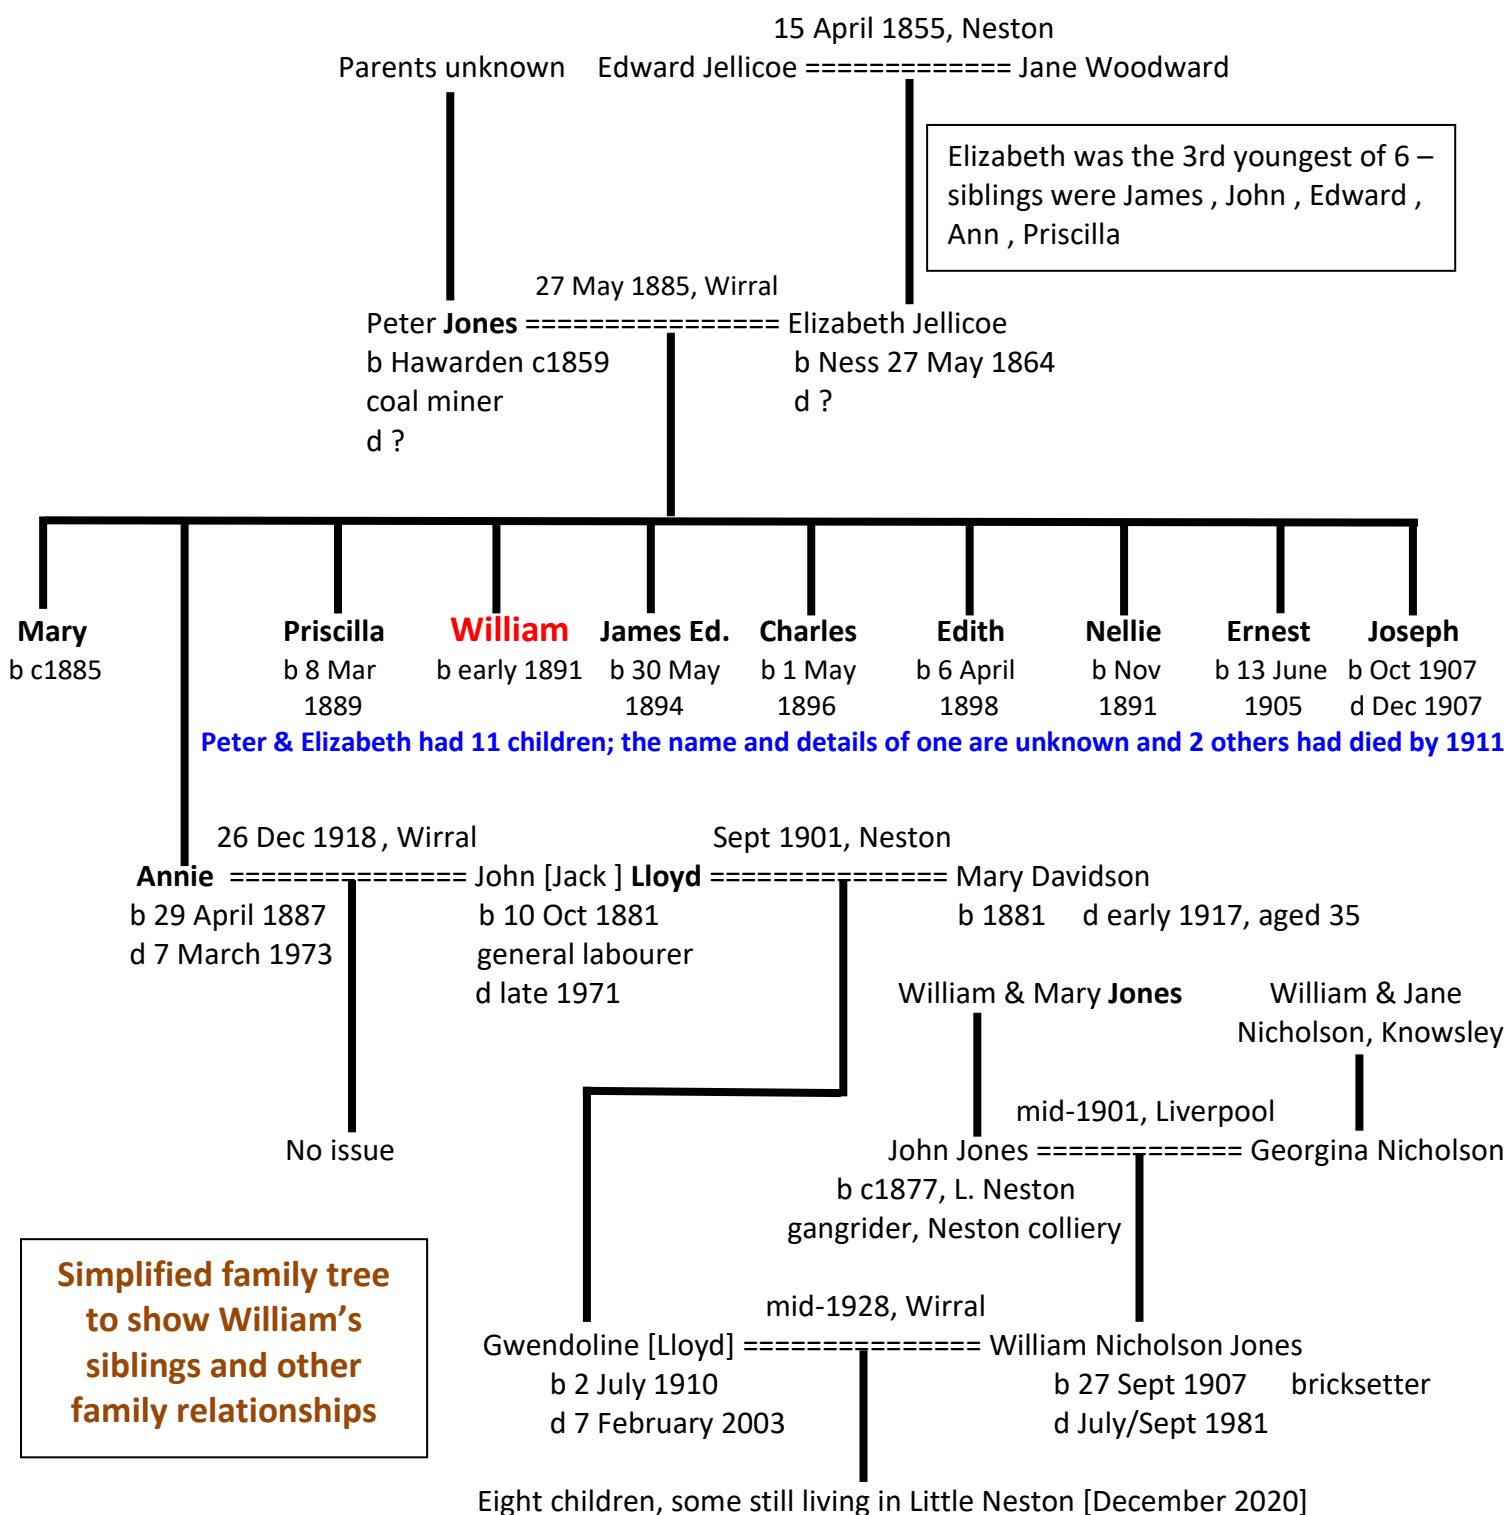 15 April 1855, Neston
Parents unknown Edward Jellicoe ============= Jane Woodward
Elizabeth was the 3rd youngest of 6 –
siblings were James , John , Edward ,
Ann , Priscilla
27 May 1885, Wirral
Peter Jones ================ Elizabeth Jellicoe
b Hawarden c1859 b Ness 27 May 1864
coal miner d ?
d ?
Mary Priscilla William James Ed. Charles Edith Nellie Ernest Joseph
b c1885 b 8 Mar b early 1891 b 30 May b 1 May b 6 April b Nov b 13 June b Oct 1907
1889 1894 1896 1898 1891 1905 d Dec 1907
Peter & Elizabeth had 11 children; the name and details of one are unknown and 2 others had died by 1911
26 Dec 1918 , Wirral Sept 1901, Neston
Annie =============== John [Jack ] Lloyd =============== Mary Davidson
b 29 April 1887 b 10 Oct 1881 b 1881 d early 1917, aged 35
d 7 March 1973 general labourer
d late 1971
William & Mary Jones William & Jane
Nicholson, Knowsley
mid-1901, Liverpool
No issue John Jones ============= Georgina Nicholson
b c1877, L. Neston
gangrider, Neston colliery
Simplified family tree
to show William’s
siblings and other
family relationships
mid-1928, Wirral
Gwendoline [Lloyd] =============== William Nicholson Jones
b 2 July 1910 b 27 Sept 1907 bricksetter
d 7 February 2003 d July/Sept 1981
Eight children, some still living in Little Neston [December 2020]